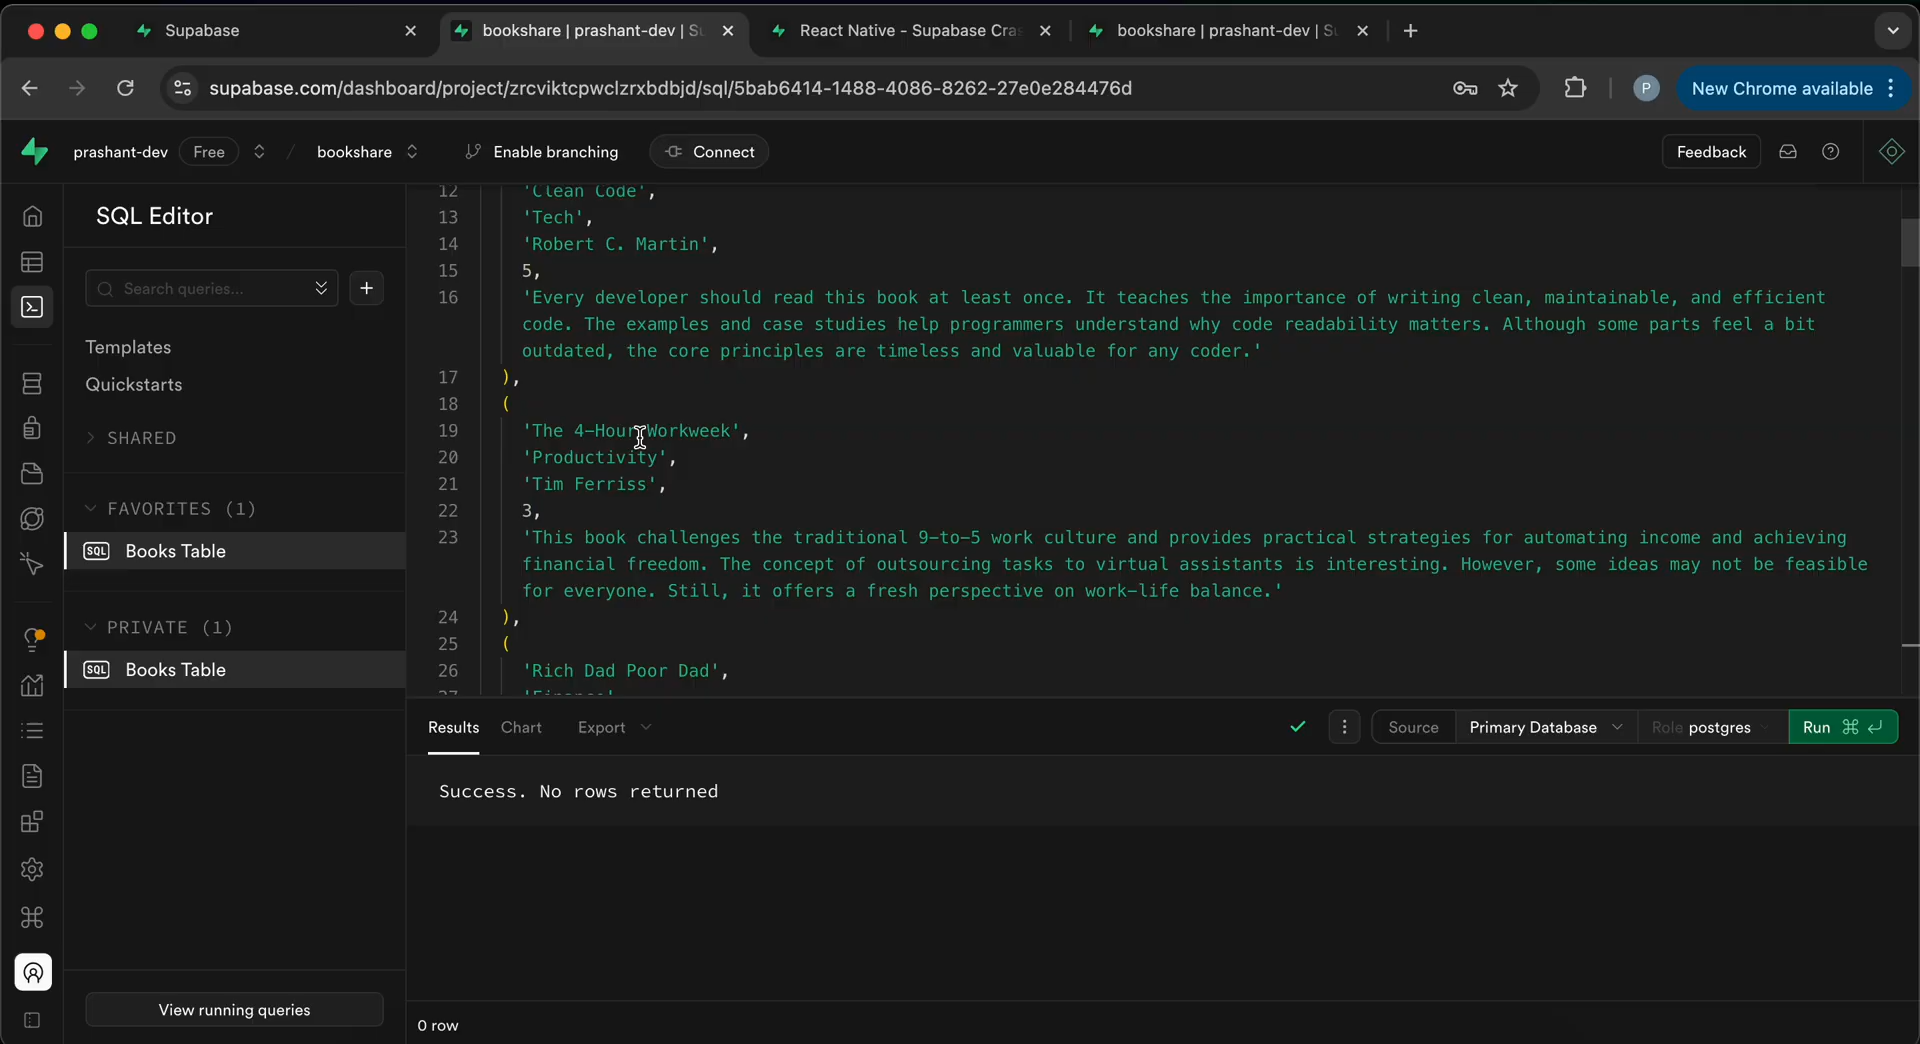 Supabase
bookshare | prashant-dev | Su
React Native - Supabase Cra
bookshare | prashant-dev | Su
supabase.com/dashboard/project/zrcviktcpwclzrxbdbjd/sql/5bab6414-1488-4086-8262-27e0e284476d
P
New Chrome available
prashant-dev
Free
/
bookshare
Enable branching
Connect
Feedback
SQL Editor
Search queries...
Templates
Quickstarts
SHARED
FAVORITES (1)
SQL Books Table
PRIVATE (1)
SQL Books Table
View running queries
12 'Clean Code',
13 'Tech',
14 'Robert C. Martin',
15 5,
16 'Every developer should read this book at least once. It teaches the importance of writing clean, maintainable, and efficient
code. The examples and case studies help programmers understand why code readability matters. Although some parts feel a bit
outdated, the core principles are timeless and valuable for any coder.'
17 ),
18 (
19 'The 4-Hour Workweek',
20 'Productivity',
21 'Tim Ferriss',
22 3,
23 'This book challenges the traditional 9-to-5 work culture and provides practical strategies for automating income and achieving
financial freedom. The concept of outsourcing tasks to virtual assistants is interesting. However, some ideas may not be feasible
for everyone. Still, it offers a fresh perspective on work-life balance.'
24 ),
25 (
26 'Rich Dad Poor Dad',
27 'Finance'
Results
Chart
Export
Source
Primary Database
Role postgres
Run ⌘ ↵
Success. No rows returned
0 row